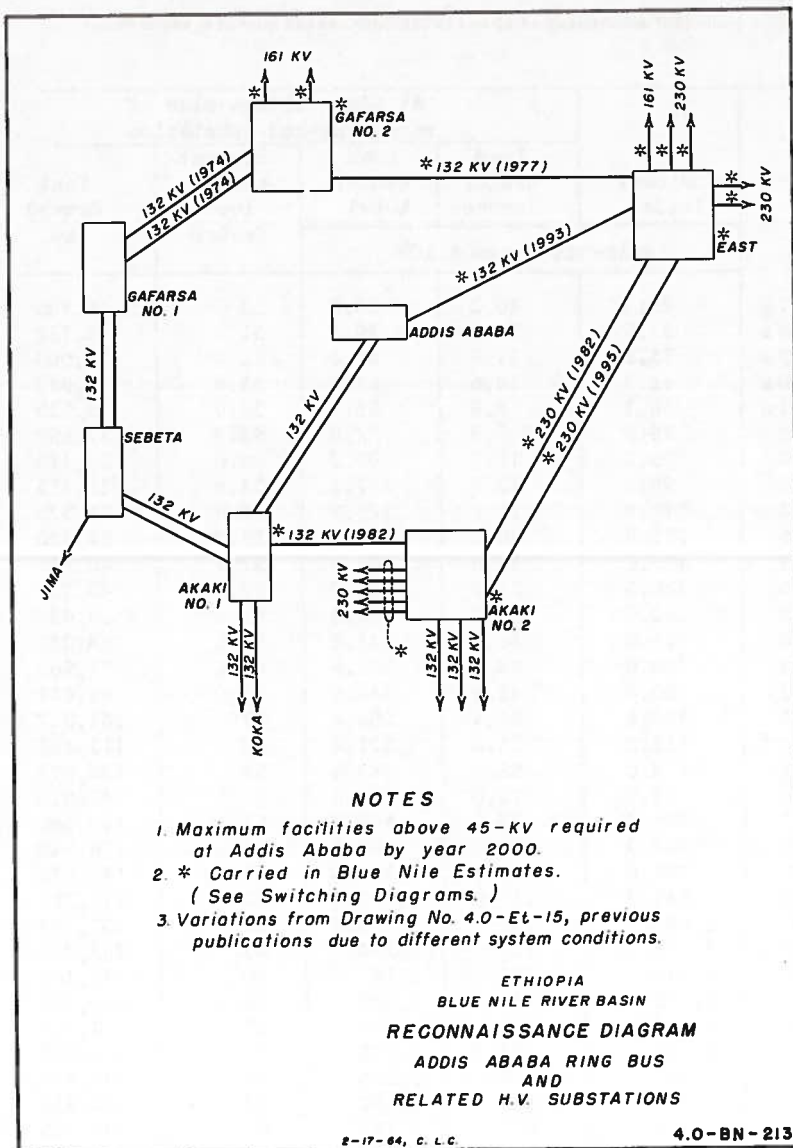 161 KV
* *
*
GAFARSA
NO. 2
161 KV
230 KV
* * *
132 KV (1974)
132 KV (1974)
* 132 KV (1977)
*
*
230 KV
*
EAST
* 132 KV (1993)
GAFARSA
NO. 1
ADDIS ABABA
132 KV
132 KV
* 230 KV (1982)
* 230 KV (1995)
SEBETA
132 KV
* 132 KV (1982)
JIMA
AKAKI
NO. 1
230 KV
*
*
AKAKI
NO. 2
132 KV
132 KV
KOKA
132 KV
132 KV
132 KV
NOTES
1. Maximum facilities above 45-KV required
at Addis Ababa by year 2000.
2. * Carried in Blue Nile Estimates.
( See Switching Diagrams. )
3. Variations from Drawing No. 4.0-Et-15, previous
publications due to different system conditions.
ETHIOPIA
BLUE NILE RIVER BASIN
RECONNAISSANCE DIAGRAM
ADDIS ABABA RING BUS
AND
RELATED H.V. SUBSTATIONS
2-17-64, C. L.C.
4.0-BN-213